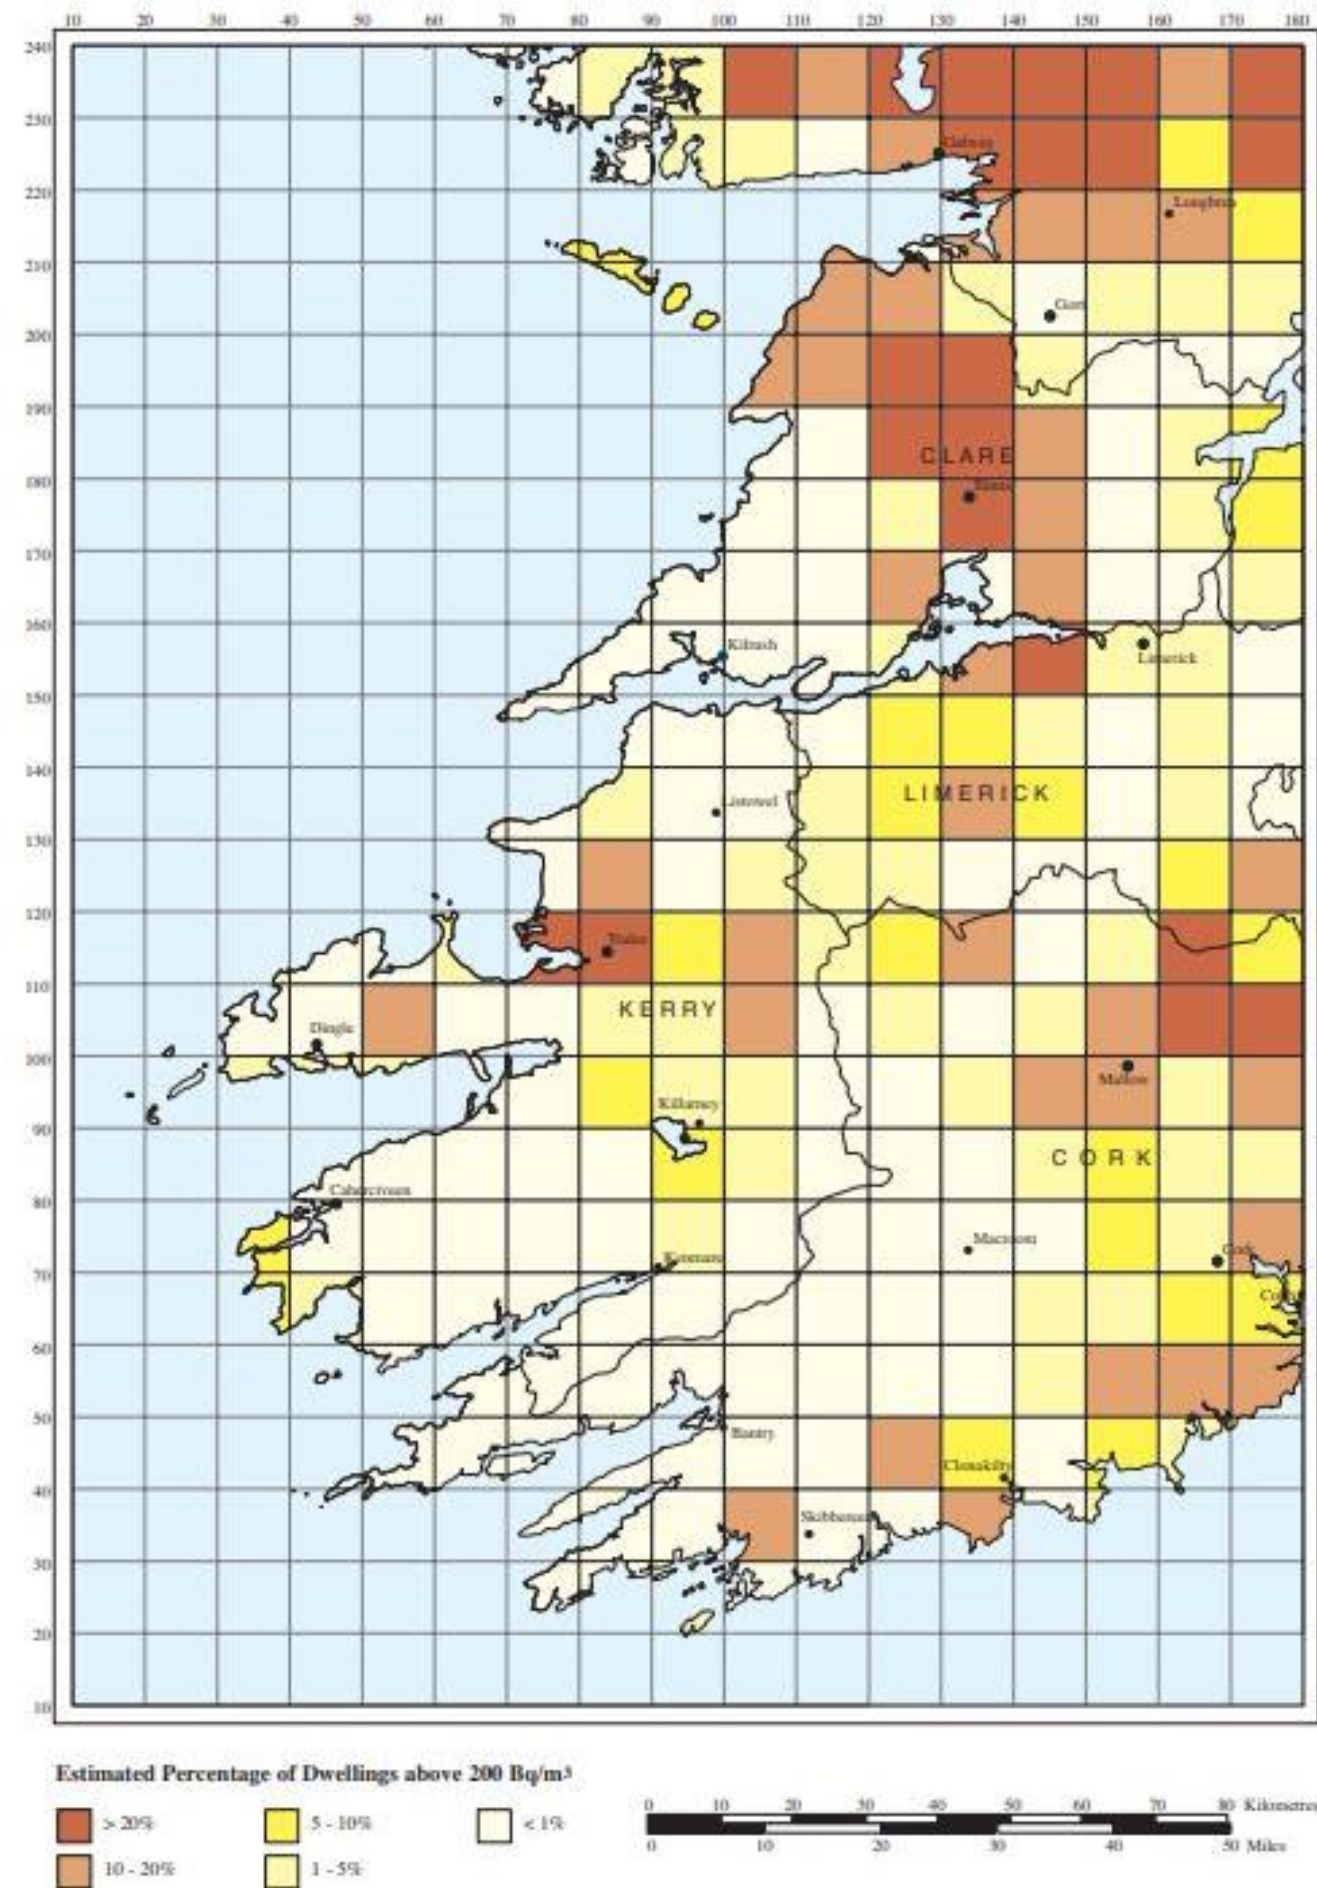 10 20 30 40 50 60 70 80 90 100 110 120 130 140 150 160 170 180
240
230
Galway
220
Loughrea
210
Gort
200
190
CLARE
180
Ennis
170
160
Kilrush
Limerick
150
140
LIMERICK
Listowel
130
120
Tralee
110
KERRY
Dingle
100
Mallow
Killarney
90
CORK
Caherciveen
80
Macroom
Cork
Kenmare
70
60
50
Bantry
Clonakilty
40
Skibbereen
30
20
10
Estimated Percentage of Dwellings above 200 Bq/m³
> 20% 5 - 10% < 1%
10 - 20% 1 - 5%
0 10 20 30 40 50 60 70 80 Kilometres
0 10 20 30 40 50 Miles